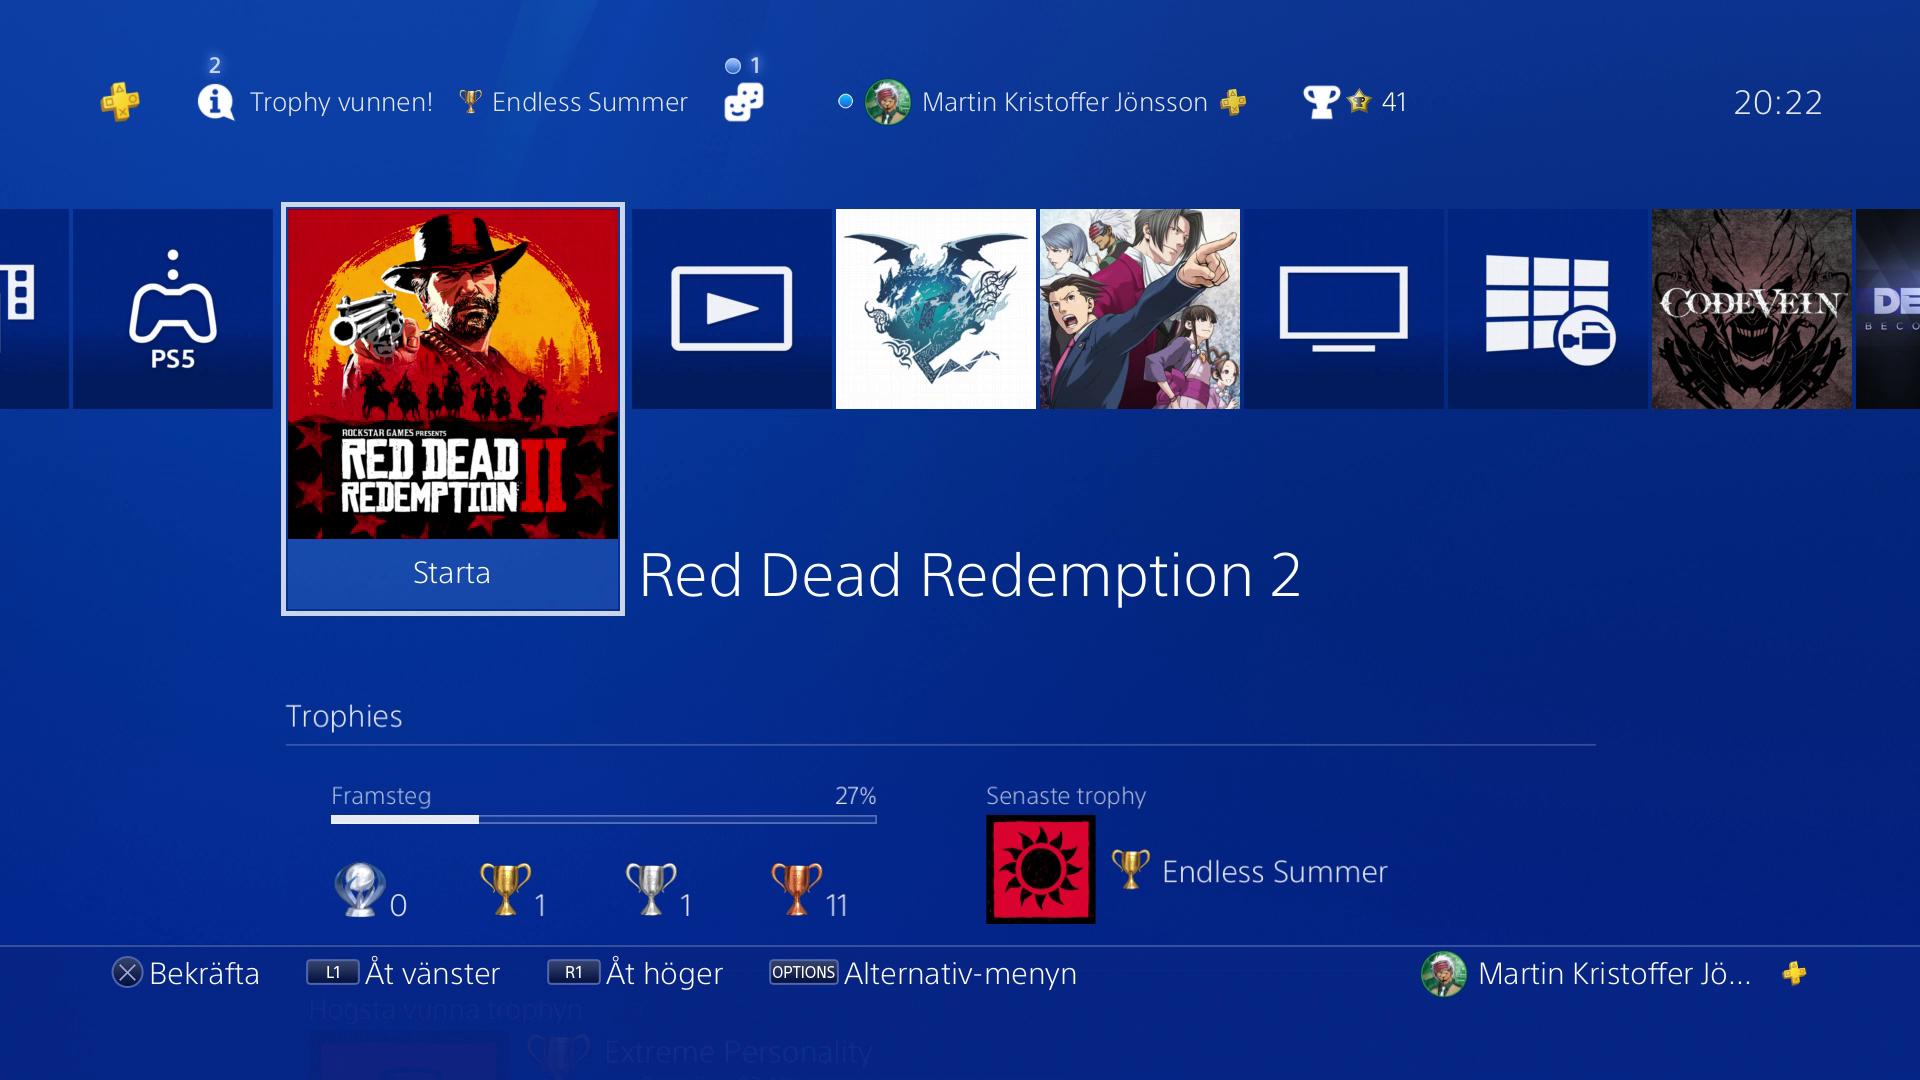 2
1
Trophy vunnen!
Endless Summer
Martin Kristoffer Jönsson
41
20:22
PS5
ROCKSTAR GAMES PRESENTS
RED DEAD
REDEMPTION II
CODE VEIN
DE
BECO
Starta
Red Dead Redemption 2
Trophies
Framsteg
27%
Senaste trophy
Endless Summer
0
1
1
11
Bekräfta
L1 Åt vänster
R1 Åt höger
OPTIONS Alternativ-menyn
Martin Kristoffer Jö...
Högsta vunna trophyn
Extreme Personality